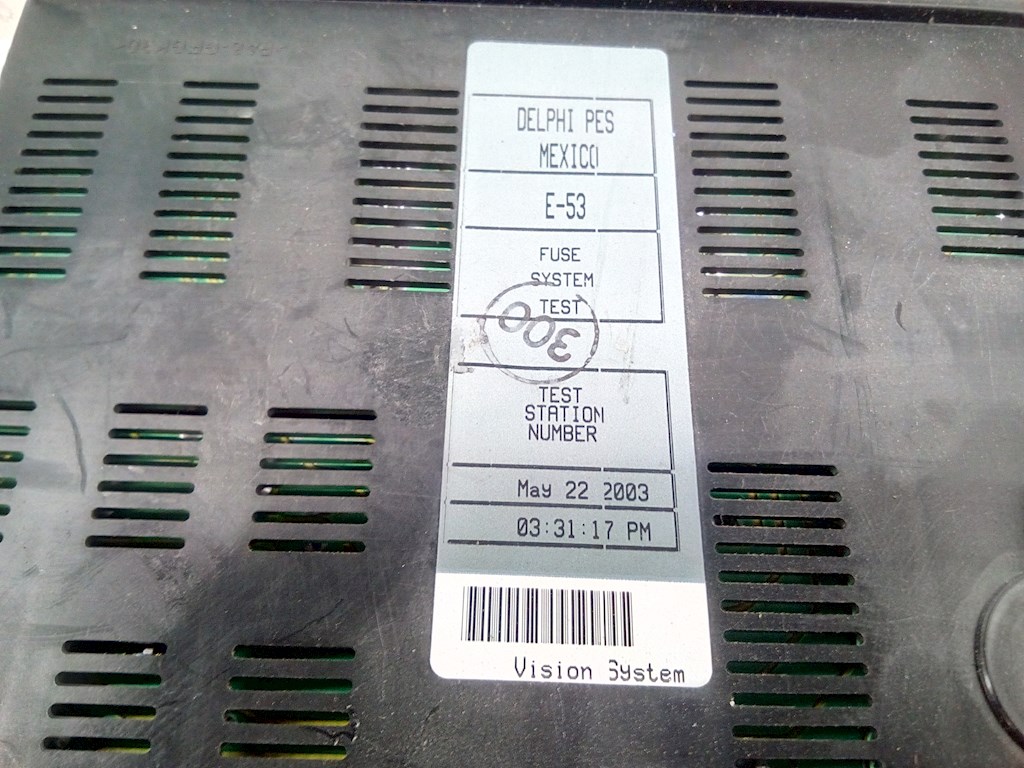 DELPHI PES
MEXICO
E-53
FUSE
SYSTEM
TEST
300
TEST
STATION
NUMBER
May 22 2003
03:31:17 PM
Vision System